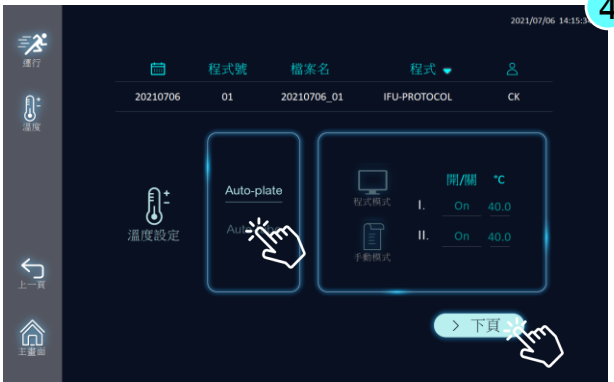 4
2021/07/06 14:15:3
運行
程式號 檔案名 程式
20210706 01 20210706_01 IFU-PROTOCOL CK
溫度
Auto-plate
開/關 °C
程式模式 I. On 40.0
溫度設定
II. On 40.0
手動模式
上一頁
下頁
主畫面